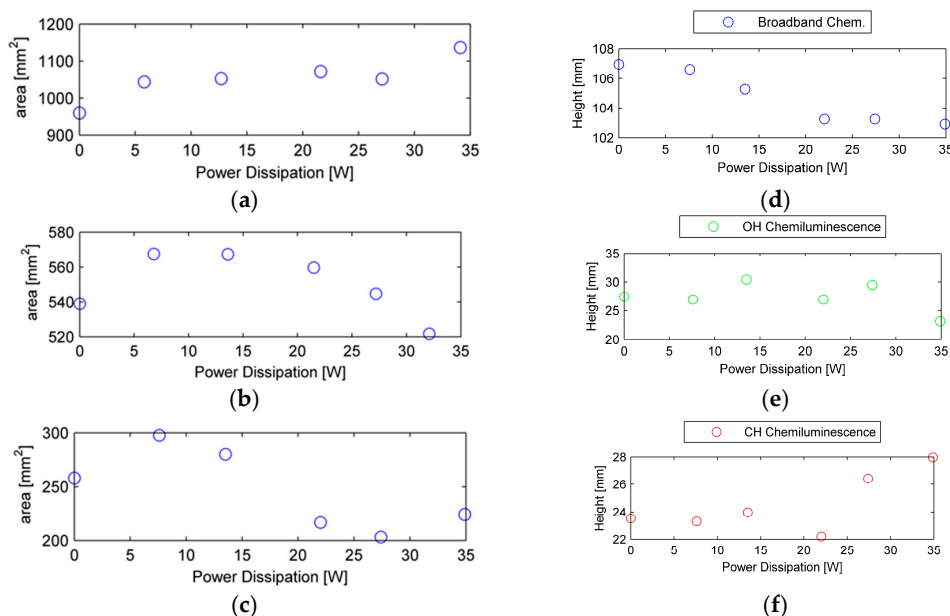 1200
1100
1000
900
area [mm²]
0 5 10 15 20 25 30 35
Power Dissipation [W]
(a)
580
560
540
520
area [mm²]
0 5 10 15 20 25 30 35
Power Dissipation [W]
(b)
300
250
200
area [mm²]
0 5 10 15 20 25 30 35
Power Dissipation [W]
(c)
Broadband Chem.
108
106
104
102
Height [mm]
0 5 10 15 20 25 30 35
Power Dissipation [W]
(d)
OH Chemiluminescence
35
30
25
20
Height [mm]
0 5 10 15 20 25 30 35
Power Dissipation [W]
(e)
CH Chemiluminescence
28
26
24
22
Height [mm]
0 5 10 15 20 25 30 35
Power Dissipation [W]
(f)